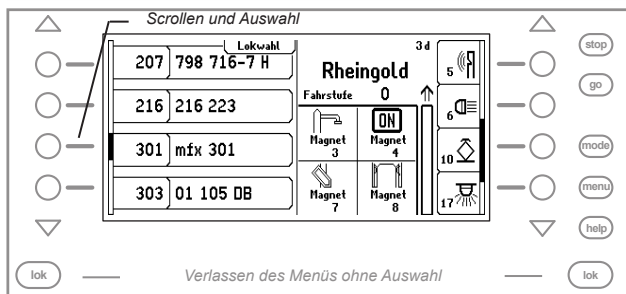 Scrollen und Auswahl
Lokwahl
207 798 716-7 H
216 216 223
301 mfx 301
303 01 105 DB
3d
Rheingold
Fahrstufe 0
ON
Magnet 3
Magnet 4
Magnet 7
Magnet 8
5
6
10
17
stop
go
mode
menu
help
lok
Verlassen des Menüs ohne Auswahl
lok